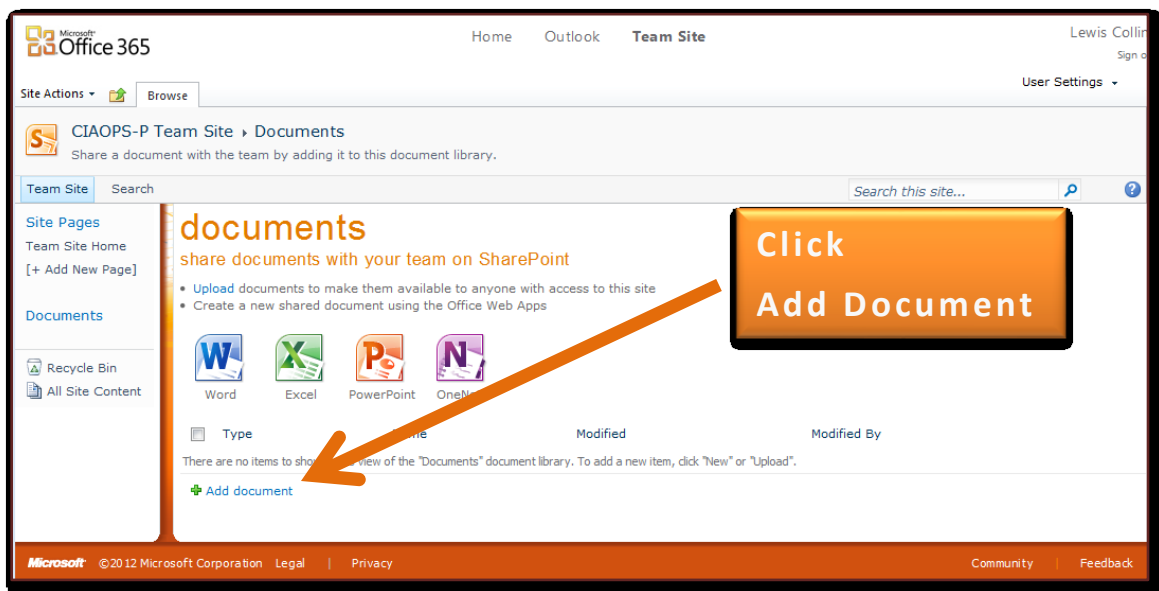 Microsoft
Office 365
Home Outlook Team Site
Lewis Collin
Sign o
User Settings
Site Actions Browse
CIAOPS-P Team Site Documents
Share a document with the team by adding it to this document library.
Team Site Search
Search this site...
Site Pages
Team Site Home
[+ Add New Page]
Documents
Recycle Bin
All Site Content
documents
share documents with your team on SharePoint
• Upload documents to make them available to anyone with access to this site
• Create a new shared document using the Office Web Apps
Word Excel PowerPoint
Click
Add Document
Type Modified Modified By
There are no items to view of the "Documents" document library. To add a new item, click "New" or "Upload".
Add document
Microsoft ©2012 Microsoft Corporation Legal | Privacy
Community | Feedback